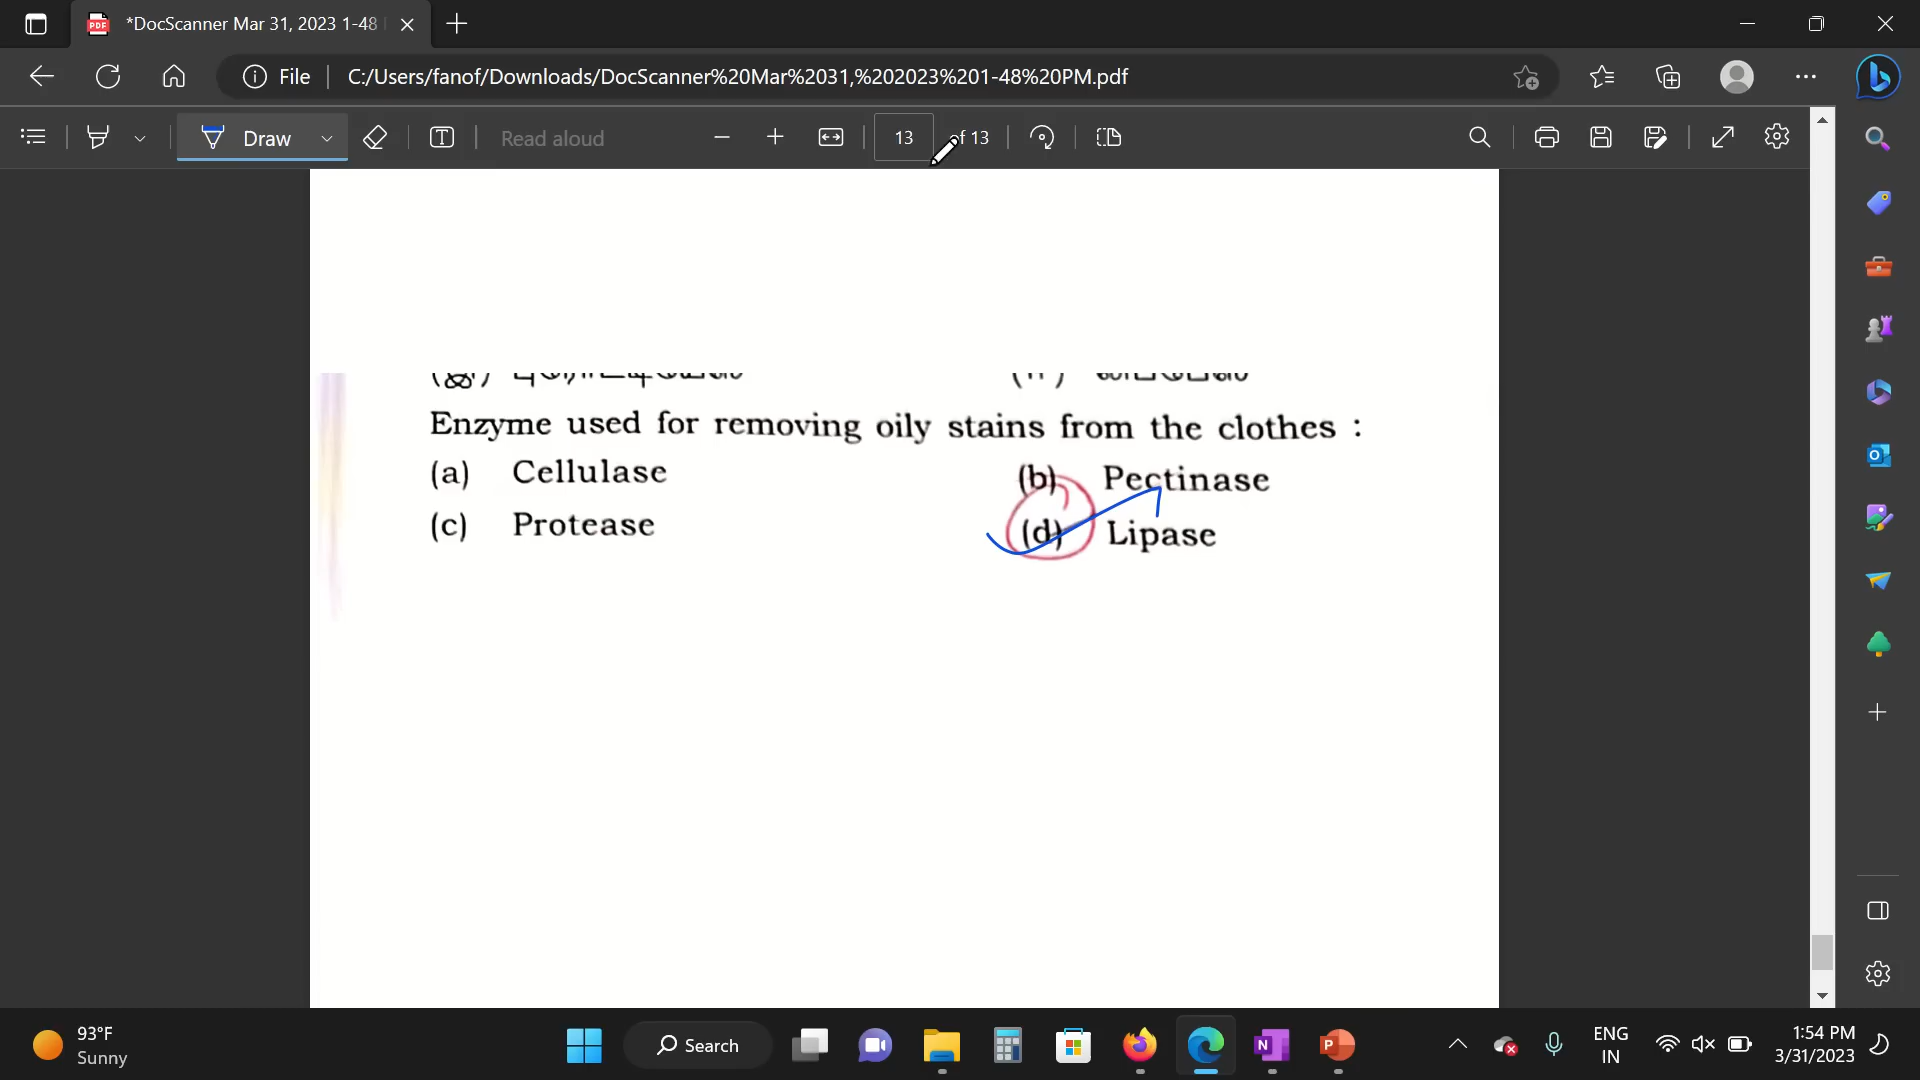 *DocScanner Mar 31, 2023 1-48
File
C:/Users/fanof/Downloads/DocScanner%20Mar%2031,%202023%201-48%20PM.pdf
Draw
Read aloud
13
of 13
Enzyme used for removing oily stains from the clothes :
(a) Cellulase (b) Pectinase
(c) Protease (d) Lipase
93°F
Sunny
Search
ENG
IN
1:54 PM
3/31/2023